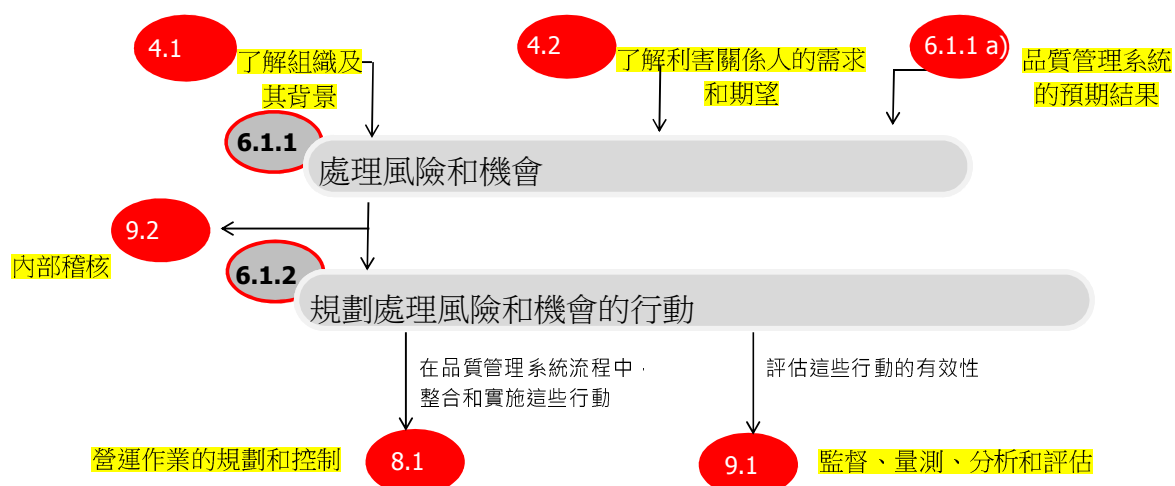 4.1
了解組織及
其背景
4.2
了解利害關係人的需求
和期望
6.1.1 a)
品質管理系統
的預期結果
6.1.1
處理風險和機會
9.2
內部稽核
6.1.2
規劃處理風險和機會的行動
在品質管理系統流程中，
整合和實施這些行動
評估這些行動的有效性
營運作業的規劃和控制
8.1
9.1
監督、量測、分析和評估